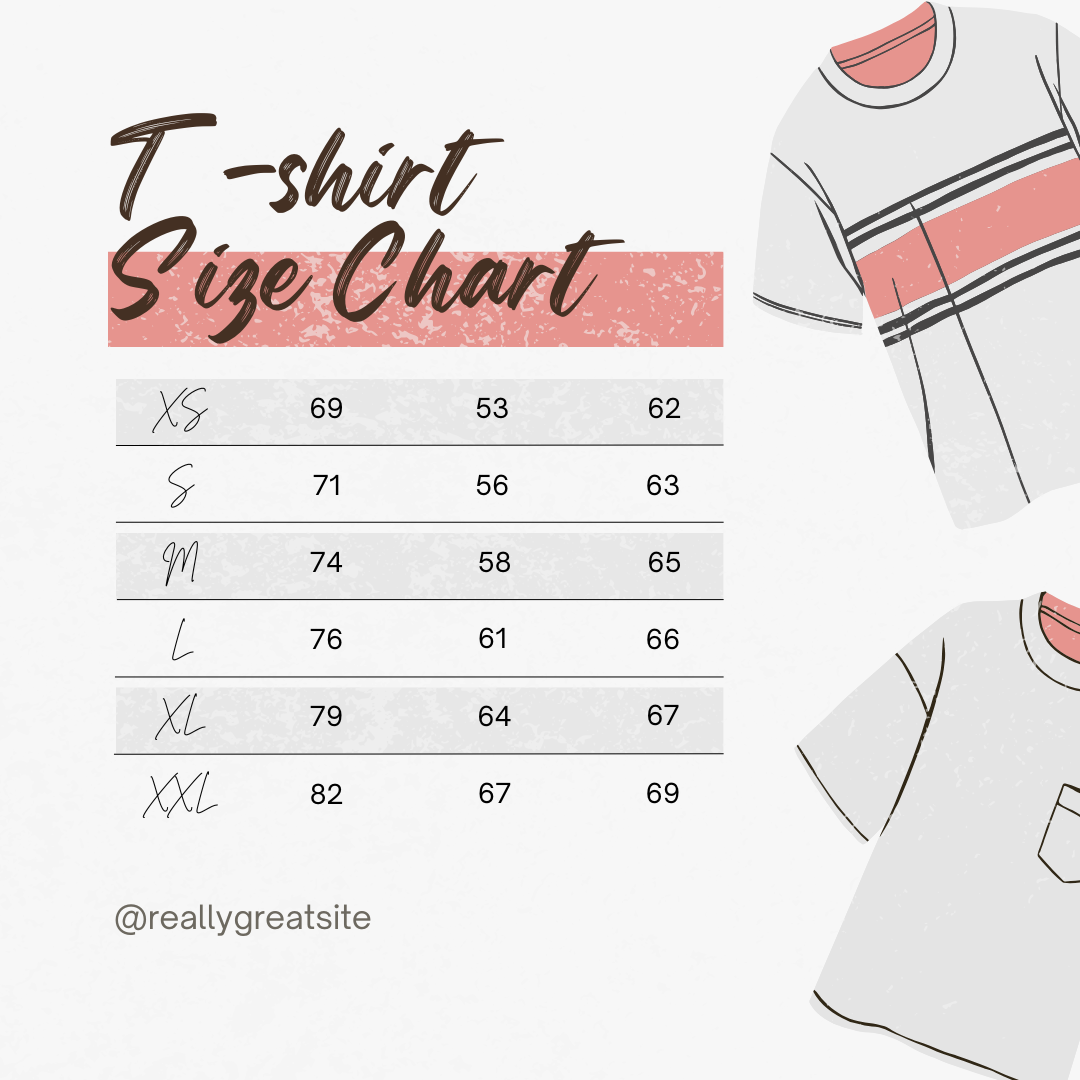 T -shirt
Size Chart
XS 69 53 62
S 71 56 63
M 74 58 65
L 76 61 66
XL 79 64 67
XXL 82 67 69
@reallygreatsite